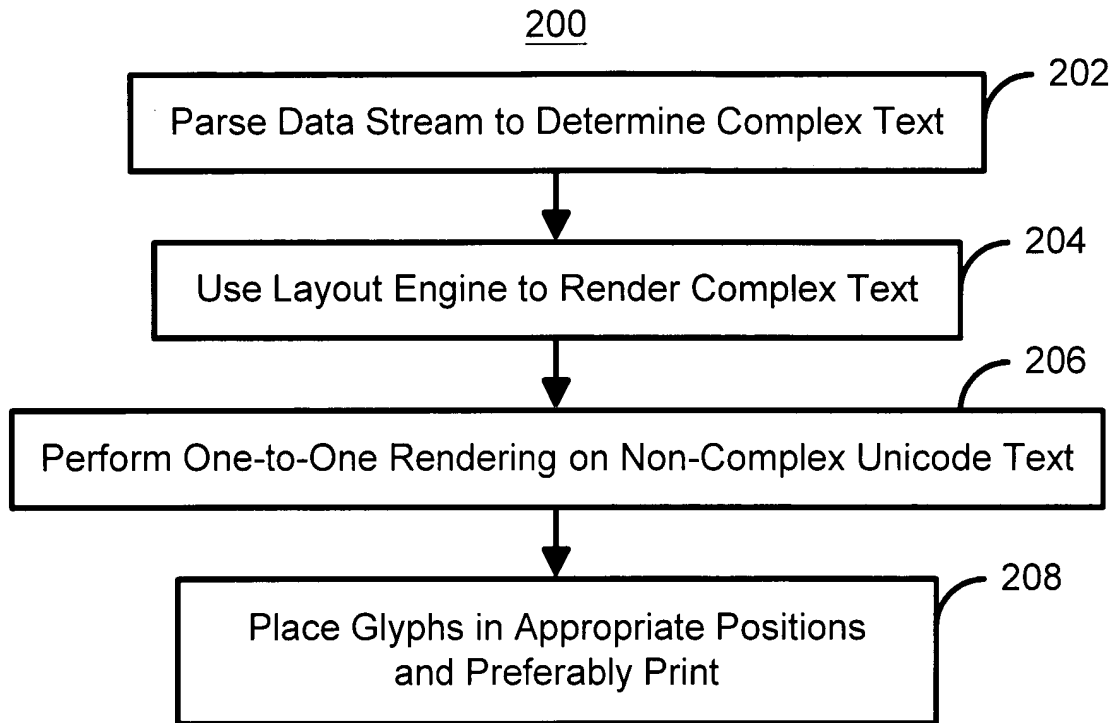 200
202
Parse Data Stream to Determine Complex Text
204
Use Layout Engine to Render Complex Text
206
Perform One-to-One Rendering on Non-Complex Unicode Text
208
Place Glyphs in Appropriate Positions
and Preferably Print